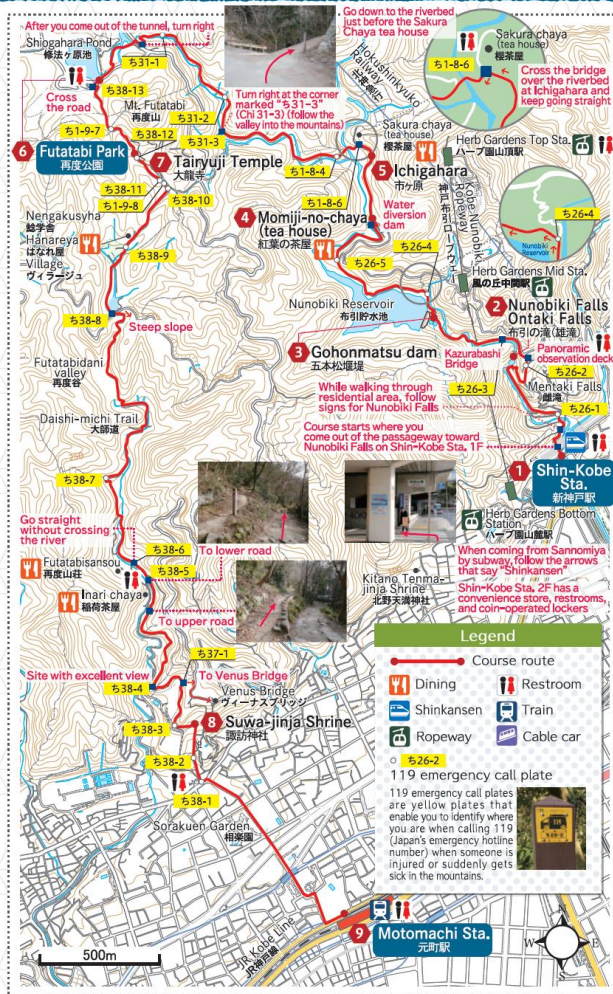 After you come out of the tunnel, turn right
Shiogahara Pond
修法ヶ原池
ち31-1
Cross
the road
ち38-13
Mt. Futatabi
再度山
ち1-9-7
ち38-12
ち31-2
ち31-3
6
Futatabi Park
再度公園
7
Tairyuji Temple
大龍寺
ち38-11
ち1-9-8
ち38-10
Nengakusyha
鯰学舎
Hanareya
はなれ屋
Village
ヴィラージュ
ち38-9
ち38-8
Steep slope
Futatabidani
valley
再度谷
Daishi-michi Trail
大師道
ち38-7
Go straight
without crossing
the river
ち38-6
ち38-5
To lower road
Futatabisansou
再度山荘
Inari chaya
稲荷茶屋
To upper road
ち37-1
To Venus Bridge
Site with excellent view
ち38-4
Venus Bridge
ヴィーナスブリッジ
ち38-3
8
Suwa-jinja Shrine
諏訪神社
ち38-2
ち38-1
Sorakuen Garden
相楽園
JR Kobe Line
JR神戸線
9
Motomachi Sta.
元町駅
500m
Turn right at the corner
marked "ち31-3"
(Chi 31-3) (follow the
valley into the mountains)
Go down to the riverbed
just before the Sakura
Chaya tea house
Sakura chaya
(tea house)
桜茶屋
ち1-8-6
Cross the bridge
over the riverbed
at Ichigahara and
keep going straight
Hokushinkyuko
Railway
Sakura chaya
(tea house)
桜茶屋
ち1-8-4
5
Ichigahara
市ヶ原
Herb Gardens Top Sta.
ハーブ園山頂駅
Kobe Nunobiki
Ropeway
神戸布引ロープウェー
ち1-8-6
Water
diversion
dam
4
Momiji-no-chaya
(tea house)
紅葉の茶屋
ち26-4
ち26-5
ち26-4
Nunobiki
Reservoir
Nunobiki Reservoir
布引貯水池
Herb Gardens Mid Sta.
風の丘中間駅
2
Nunobiki Falls
Ontaki Falls
布引の滝(雄滝)
3
Gohonmatsu dam
五本松堰堤
Kazurabashi
Bridge
Panoramic
observation deck
ち26-2
Mentaki Falls
雌滝
ち26-3
ち26-1
While walking through
residential area, follow
signs for Nunobiki Falls
Course starts where you
come out of the passageway toward
Nunobiki Falls on Shin-Kobe Sta. 1F
1
Shin-Kobe
Sta.
新神戸駅
Herb Gardens Bottom
Station
ハーブ園山麓駅
When coming from Sannomiya
by subway, follow the arrows
that say "Shinkansen"
Shin-Kobe Sta. 2F has a
convenience store, restrooms,
and coin-operated lockers
Kitano Tenma-
jinja Shrine
北野天満神社
Legend
Course route
Dining
Restroom
Shinkansen
Train
Ropeway
Cable car
ち26-2
119 emergency call plate
119 emergency call plates
are yellow plates that
enable you to identify where
you are when calling 119
(Japan's emergency hotline
number) when someone is
injured or suddenly gets
sick in the mountains.
N
W
E
S